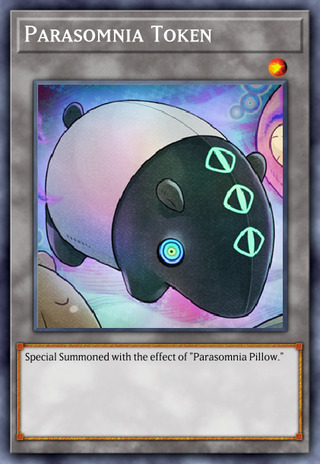 Parasomnia Token
Special Summoned with the effect of "Parasomnia Pillow."